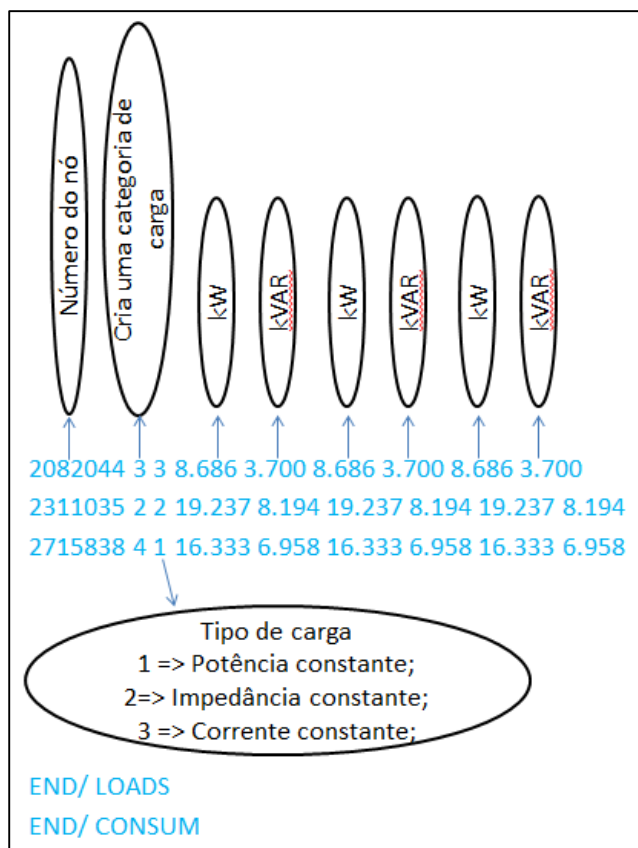 Número do nó
Cria uma categoria de
carga
kW
kVAR
kW
kVAR
kW
kVAR
2082044 3 3 8.686 3.700 8.686 3.700 8.686 3.700
2311035 2 2 19.237 8.194 19.237 8.194 19.237 8.194
2715838 4 1 16.333 6.958 16.333 6.958 16.333 6.958
Tipo de carga
1 => Potência constante;
2=> Impedância constante;
3 => Corrente constante;
END/ LOADS
END/ CONSUM